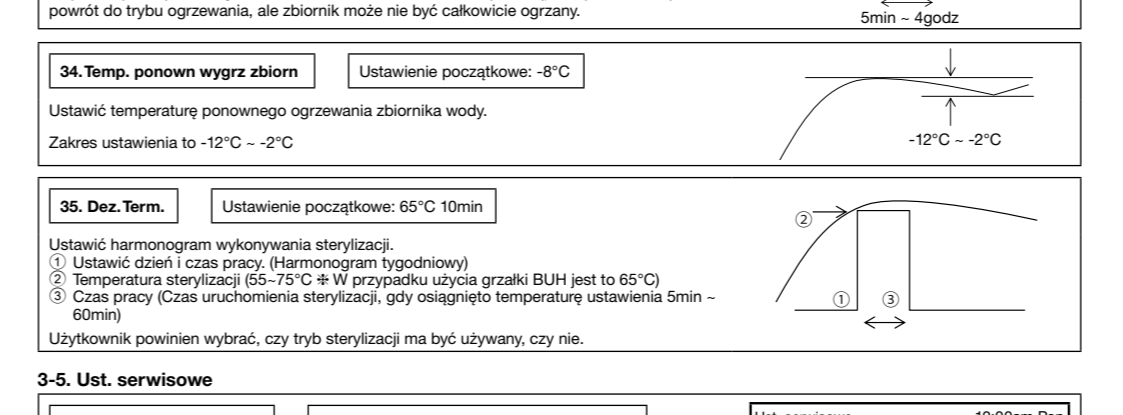 powrót do trybu ogrzewania, ale zbiornik może nie być całkowicie ogrzany.
5min ~ 4godz
34. Temp. ponown wygrz zbiorn
Ustawienie początkowe: -8°C
Ustawić temperaturę ponownego ogrzewania zbiornika wody.
Zakres ustawienia to -12°C ~ -2°C
-12°C ~ -2°C
35. Dez. Term.
Ustawienie początkowe: 65°C 10min
Ustawić harmonogram wykonywania sterylizacji.
① Ustawić dzień i czas pracy. (Harmonogram tygodniowy)
② Temperatura sterylizacji (55~75°C ❉ W przypadku użycia grzałki BUH jest to 65°C)
③ Czas pracy (Czas uruchomienia sterylizacji, gdy osiągnięto temperaturę ustawienia 5min ~
60min)
Użytkownik powinien wybrać, czy tryb sterylizacji ma być używany, czy nie.
②
① ③
3-5. Ust. serwisowe
Ust. serwisowe